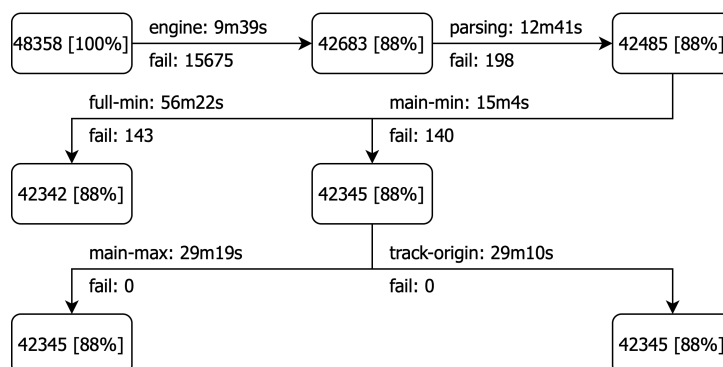 48358 [100%]
engine: 9m39s
fail: 15675
42683 [88%]
parsing: 12m41s
fail: 198
42485 [88%]
full-min: 56m22s
fail: 143
main-min: 15m4s
fail: 140
42342 [88%]
42345 [88%]
main-max: 29m19s
fail: 0
track-origin: 29m10s
fail: 0
42345 [88%]
42345 [88%]